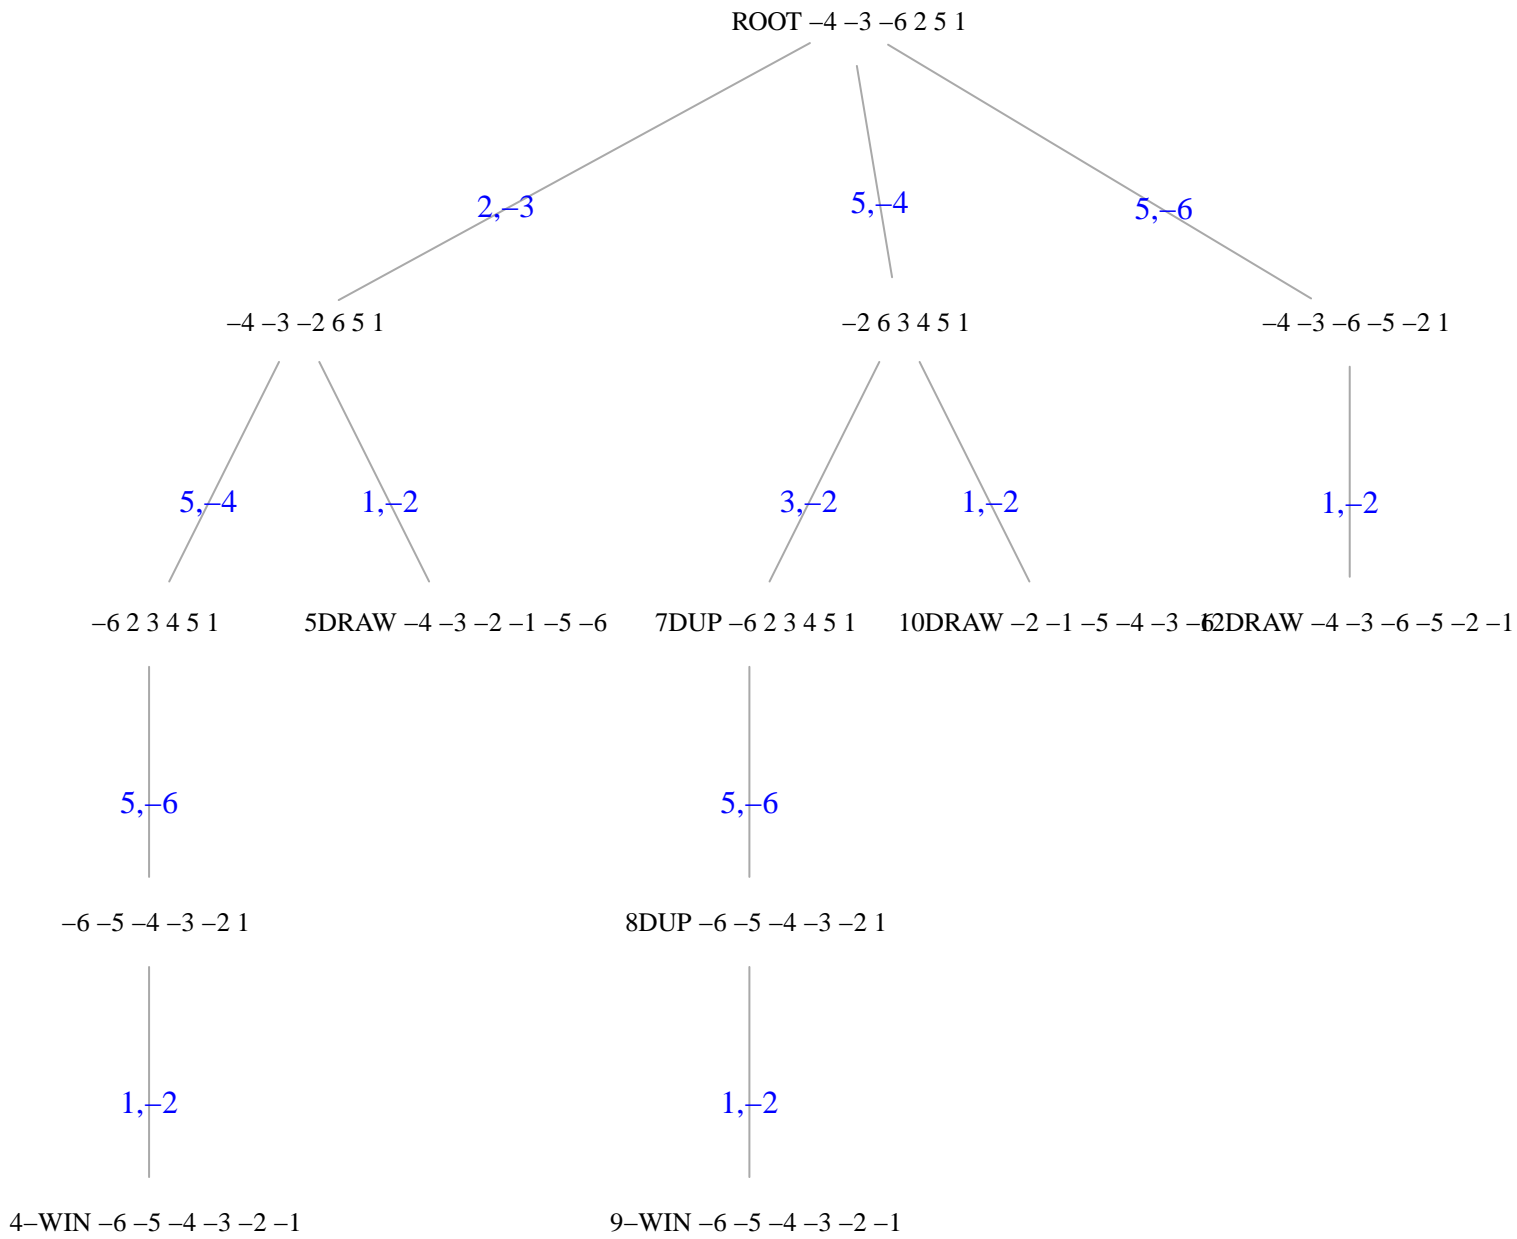 ROOT –4 –3 –6 2 5 1
2,–3
5,–4
5,–6
–4 –3 –2 6 5 1
–2 6 3 4 5 1
–4 –3 –6 –5 –2 1
5,–4
1,–2
3,–2
1,–2
1,–2
–6 2 3 4 5 1
5DRAW –4 –3 –2 –1 –5 –6
7DUP –6 2 3 4 5 1
10DRAW –2 –1 –5 –4 –3 –6
12DRAW –4 –3 –6 –5 –2 –1
5,–6
5,–6
–6 –5 –4 –3 –2 1
8DUP –6 –5 –4 –3 –2 1
1,–2
1,–2
4–WIN –6 –5 –4 –3 –2 –1
9–WIN –6 –5 –4 –3 –2 –1